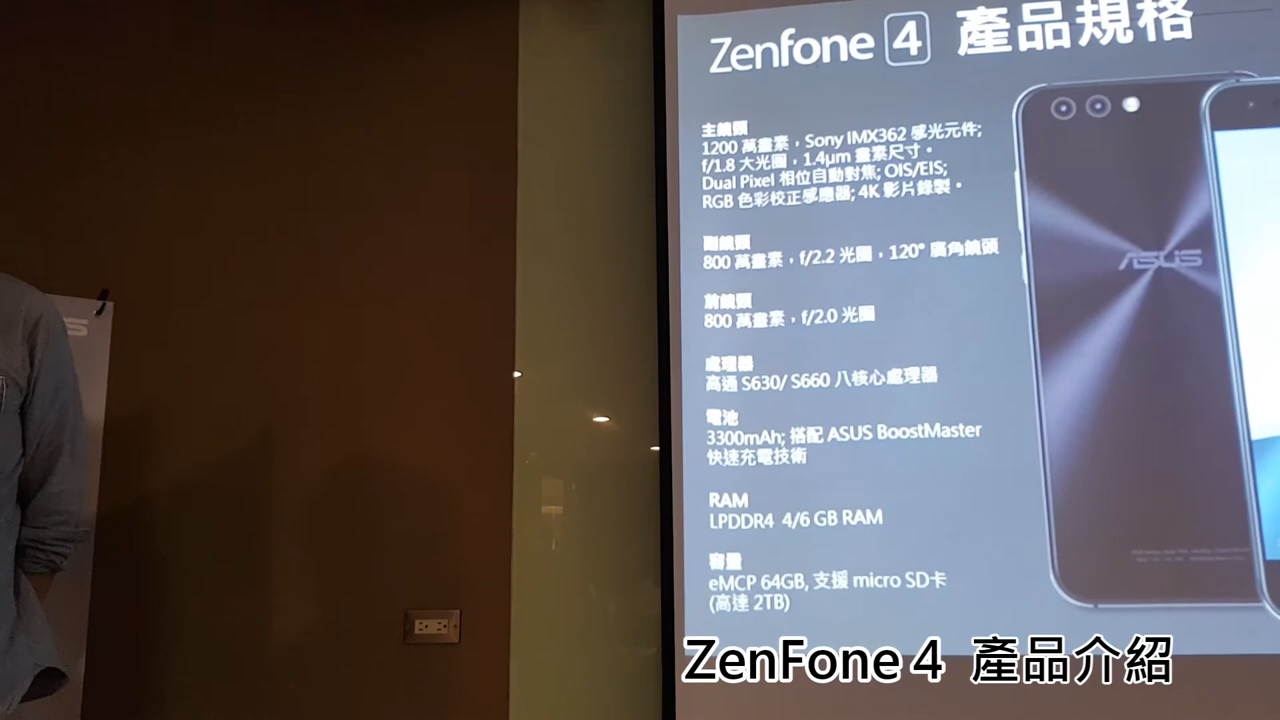 Zenfone 4 產品規格
主鏡頭
1200 萬畫素，Sony IMX362 感光元件;
f/1.8 大光圈，1.4µm 畫素尺寸。
Dual Pixel 相位自動對焦; OIS/EIS;
RGB 色彩校正感應器; 4K 影片錄製。
副鏡頭
800 萬畫素，f/2.2 光圈，120° 廣角鏡頭
前鏡頭
800 萬畫素，f/2.0 光圈
處理器
高通 S630/ S660 八核心處理器
電池
3300mAh; 搭配 ASUS BoostMaster
快速充電技術
RAM
LPDDR4 4/6 GB RAM
容量
eMCP 64GB, 支援 micro SD卡
(高達 2TB)
ASUS
ZenFone 4 產品介紹